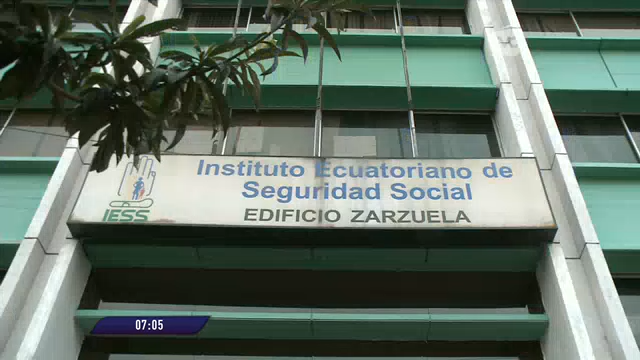 Instituto Ecuatoriano de
Seguridad Social
IESS
EDIFICIO ZARZUELA
07:05